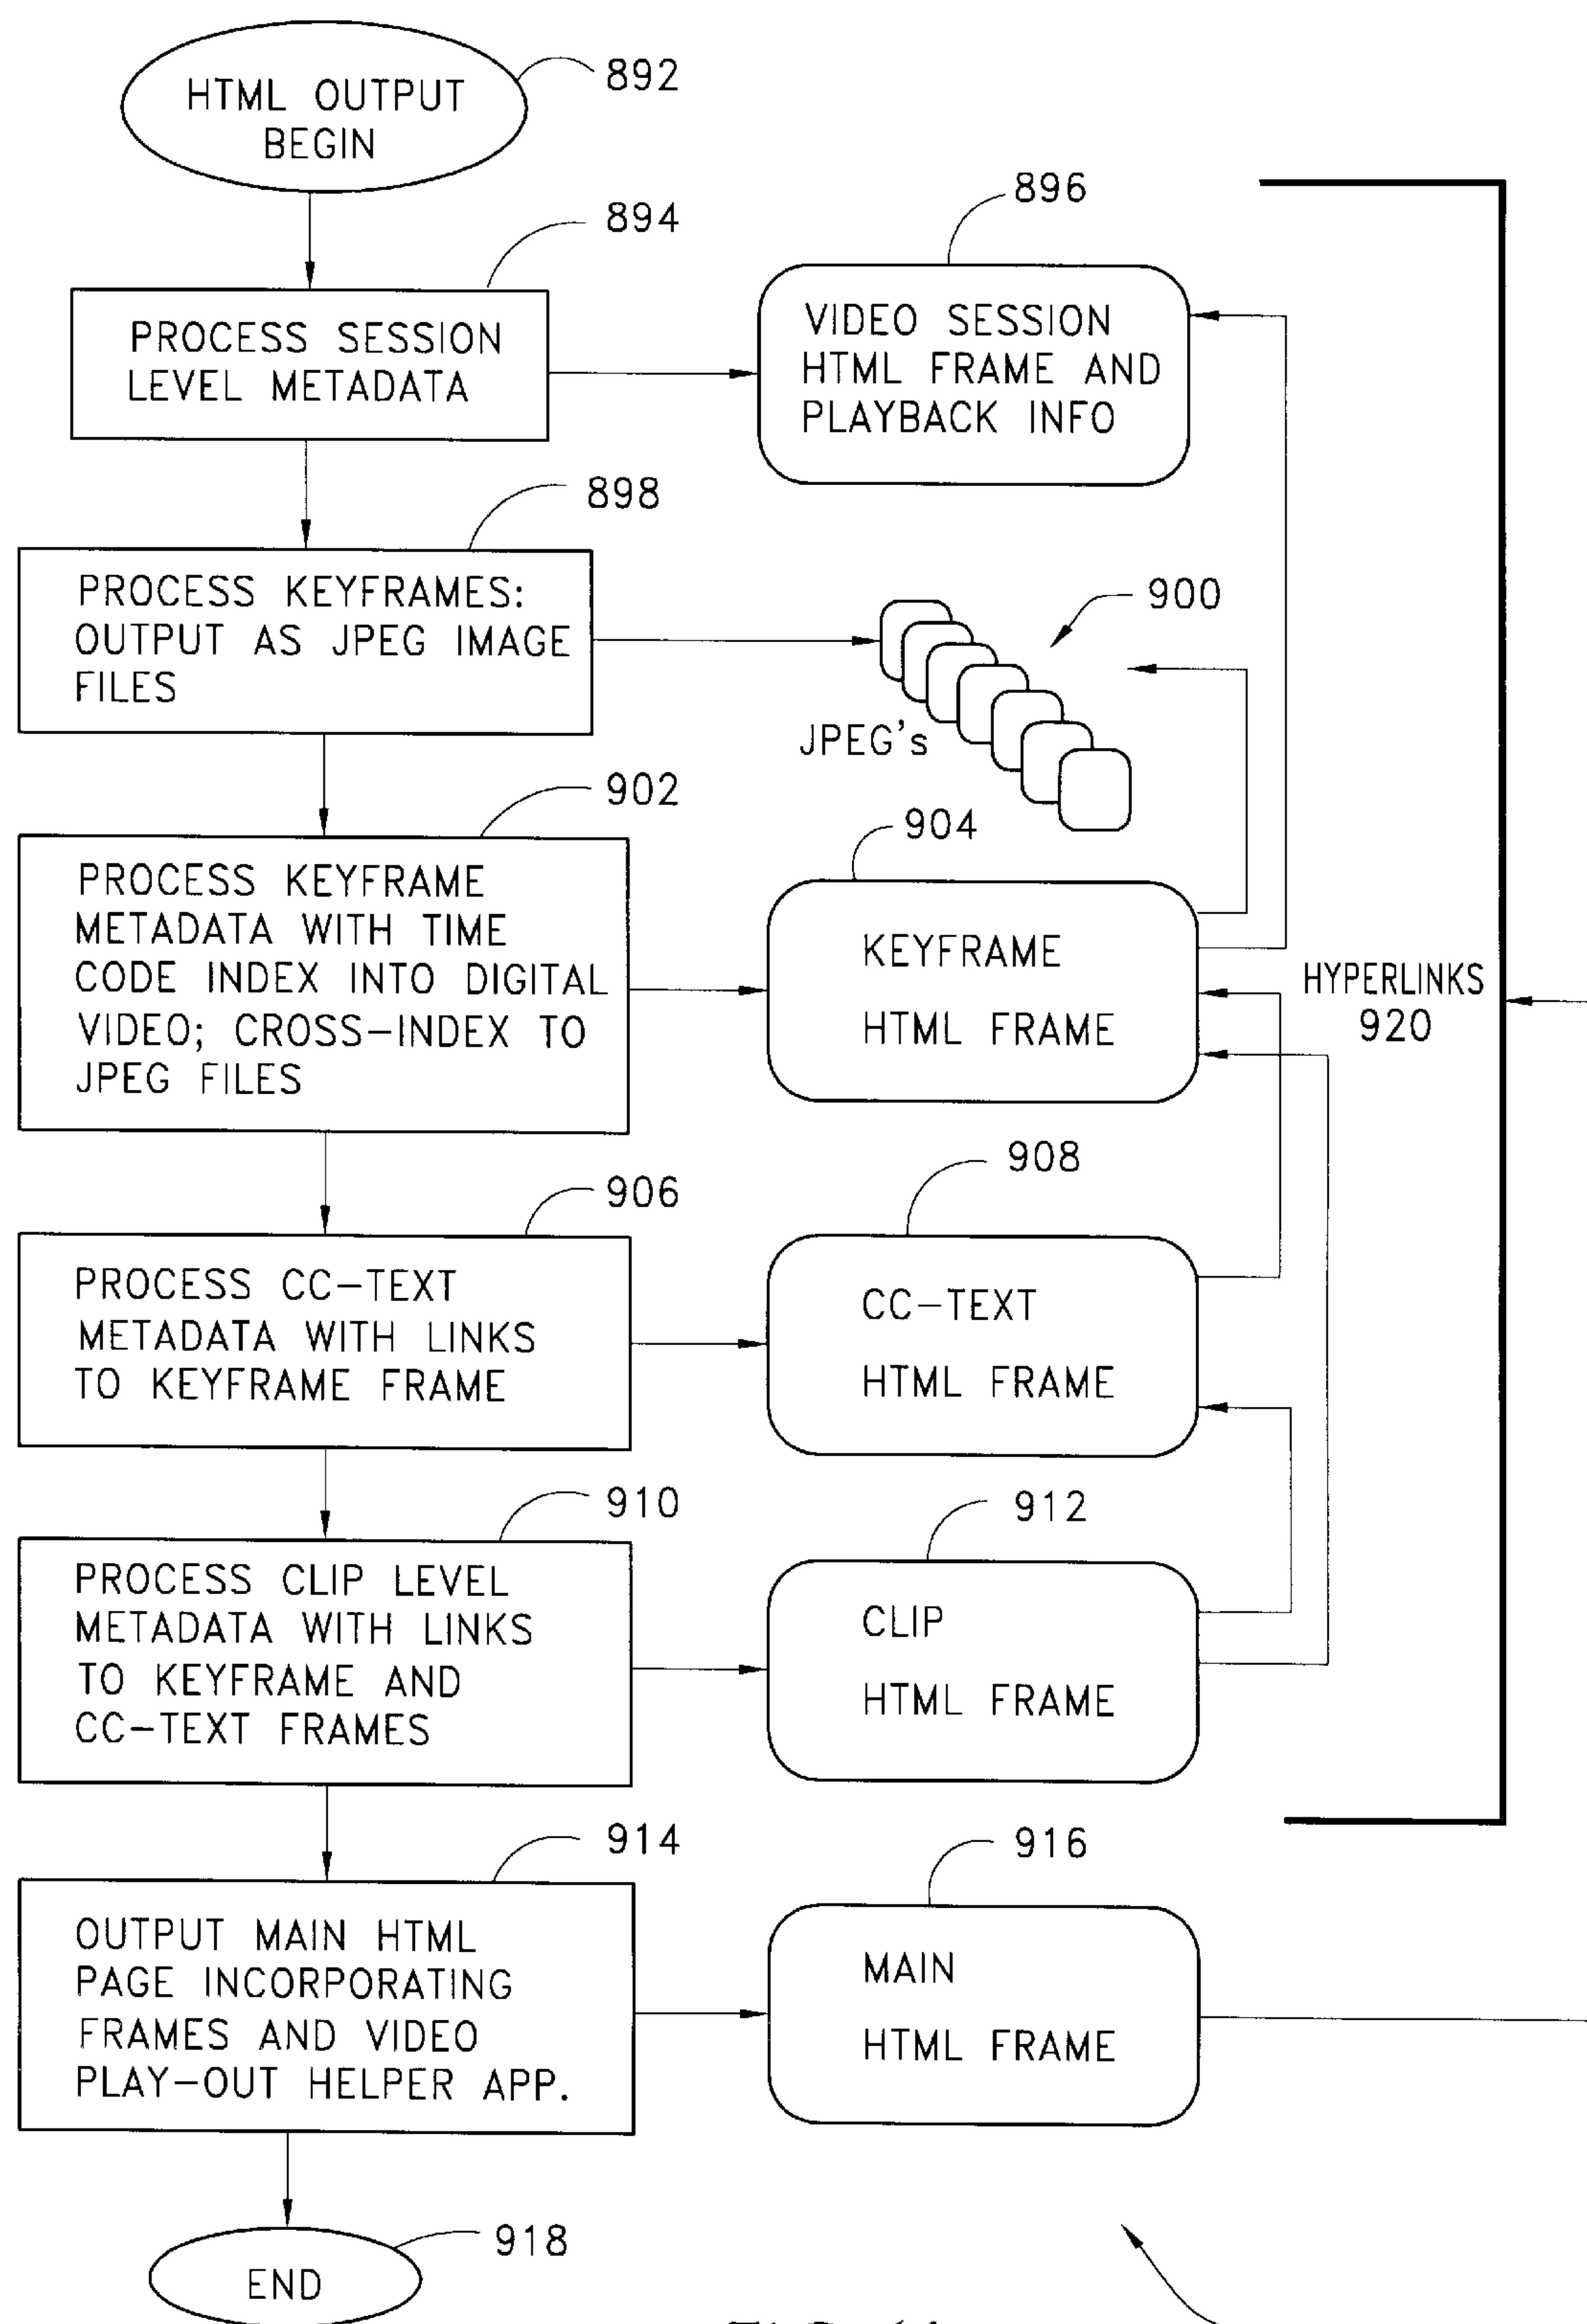 HTML OUTPUT
BEGIN
892
894
PROCESS SESSION
LEVEL METADATA
896
VIDEO SESSION
HTML FRAME AND
PLAYBACK INFO
898
PROCESS KEYFRAMES:
OUTPUT AS JPEG IMAGE
FILES
900
JPEG's
902
PROCESS KEYFRAME
METADATA WITH TIME
CODE INDEX INTO DIGITAL
VIDEO; CROSS-INDEX TO
JPEG FILES
904
KEYFRAME
HTML FRAME
HYPERLINKS
920
906
PROCESS CC-TEXT
METADATA WITH LINKS
TO KEYFRAME FRAME
908
CC-TEXT
HTML FRAME
910
PROCESS CLIP LEVEL
METADATA WITH LINKS
TO KEYFRAME AND
CC-TEXT FRAMES
912
CLIP
HTML FRAME
914
OUTPUT MAIN HTML
PAGE INCORPORATING
FRAMES AND VIDEO
PLAY-OUT HELPER APP.
916
MAIN
HTML FRAME
918
END